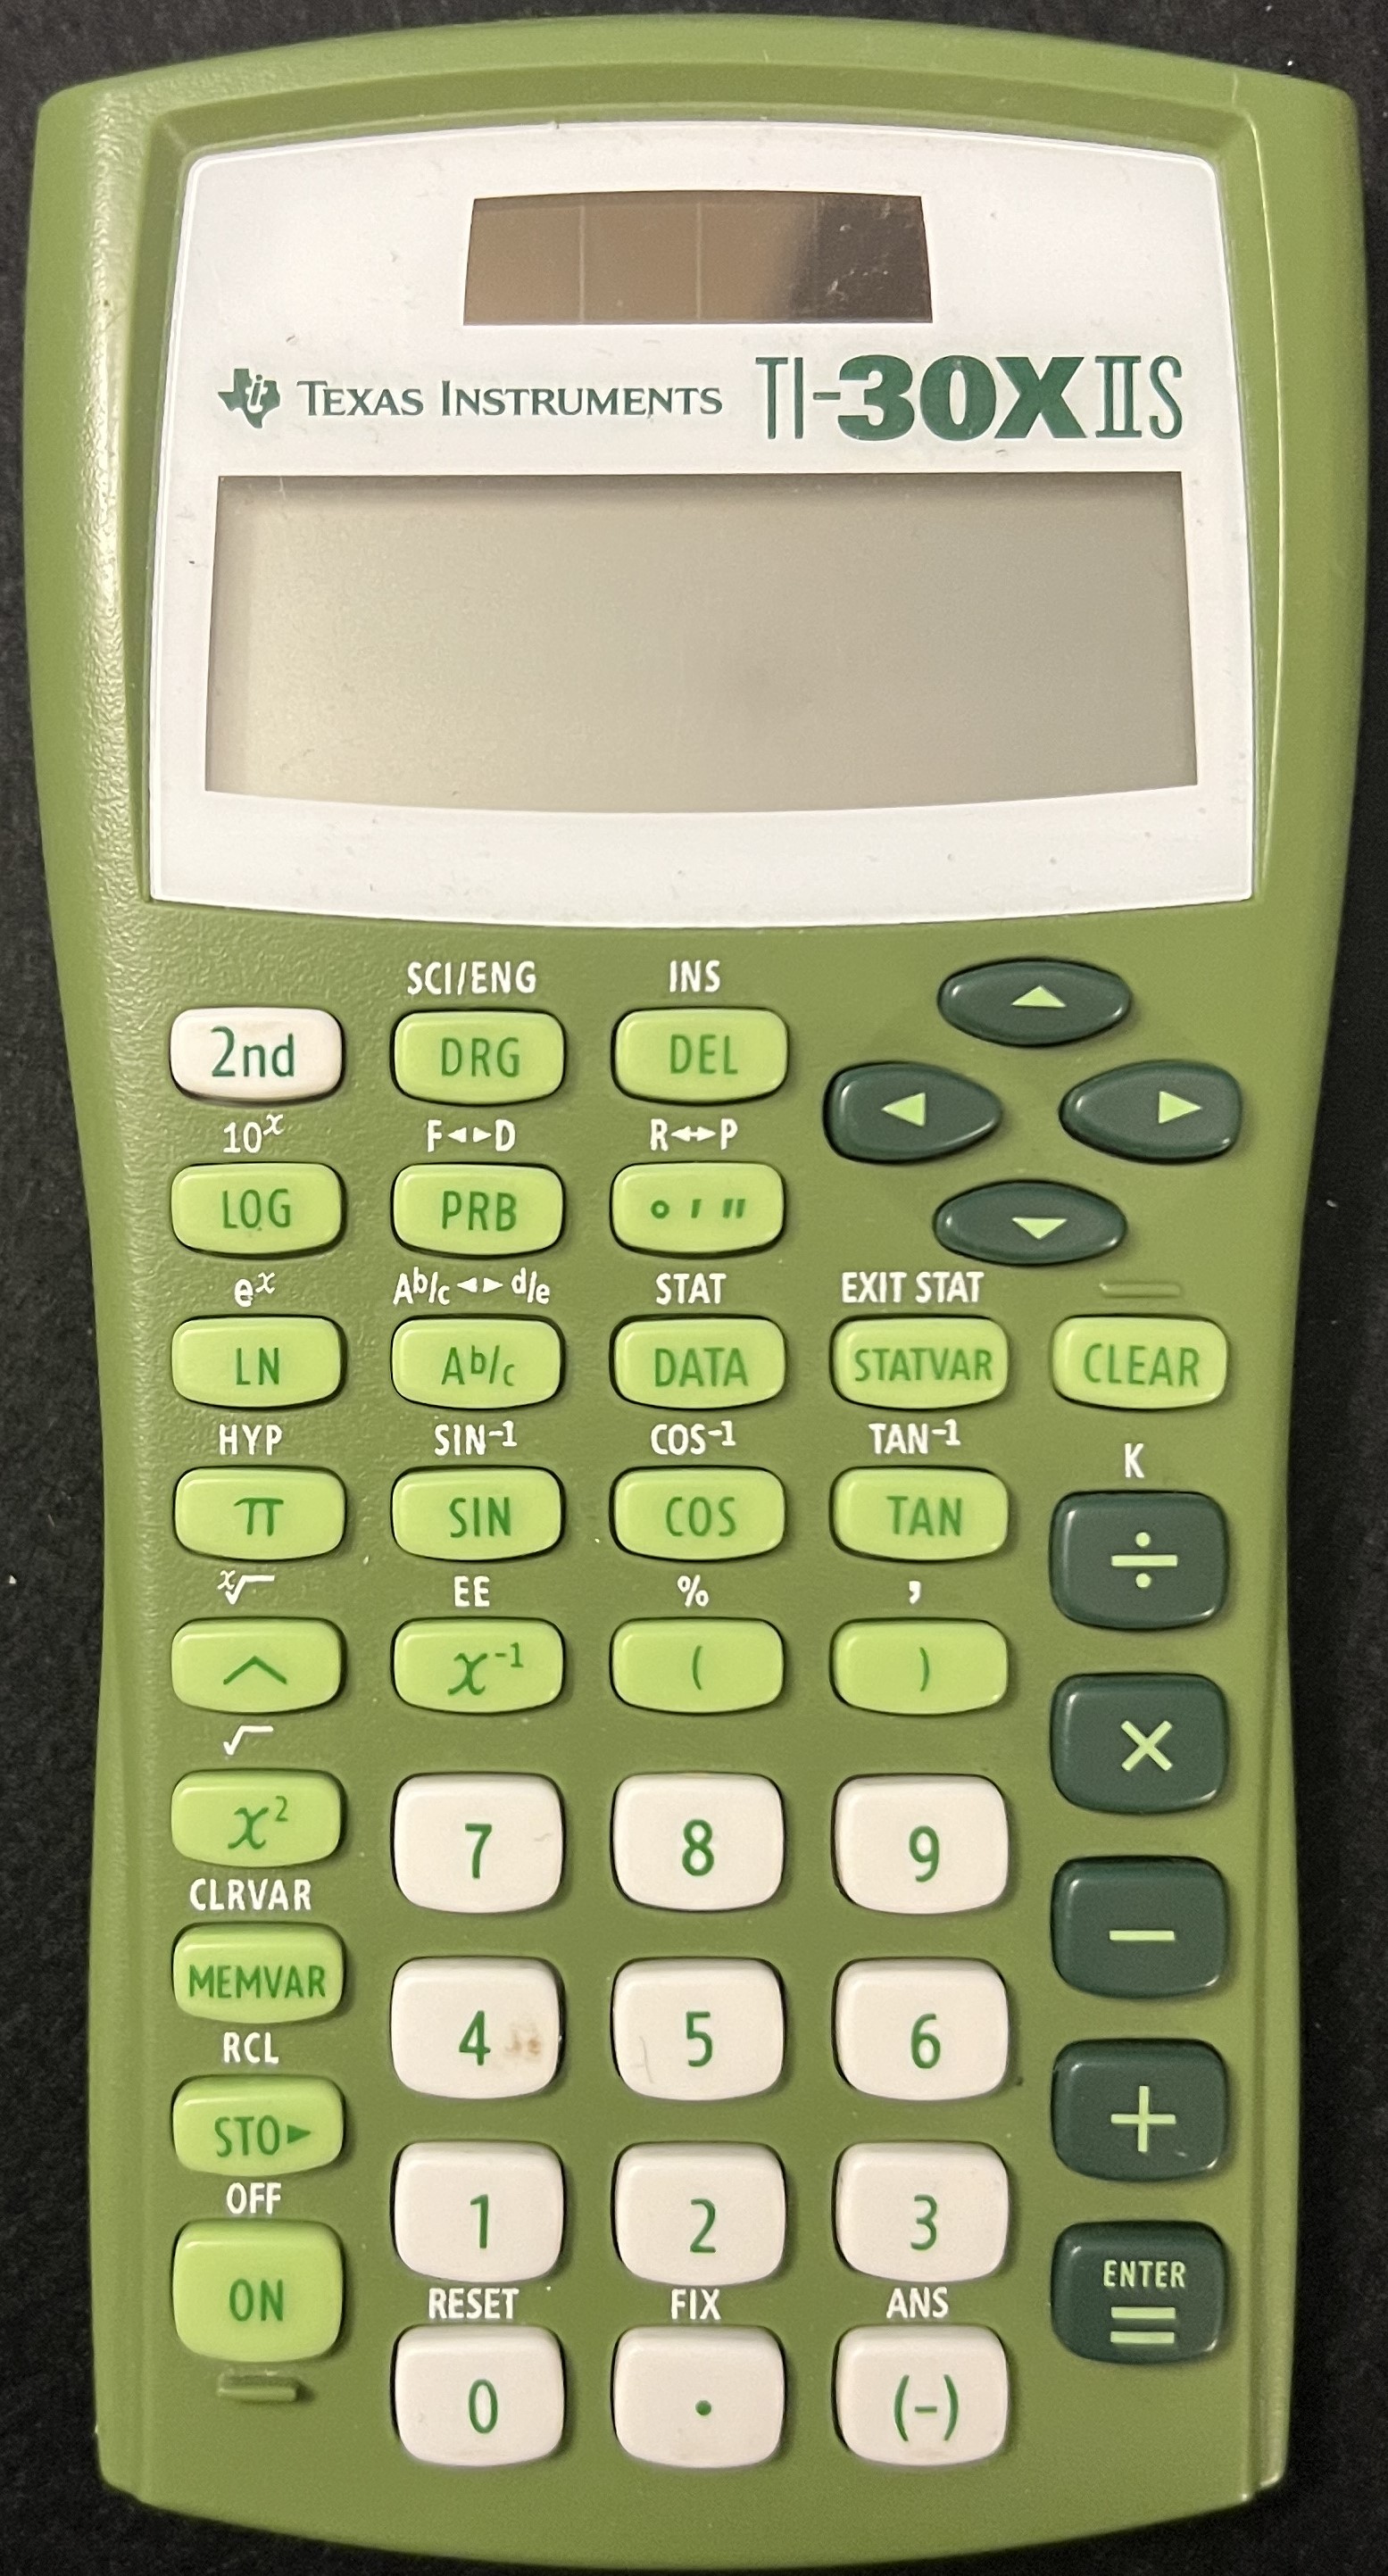 TEXAS INSTRUMENTS TI-30X IIS
SCI/ENG INS
2nd DRG DEL
10ˣ F◄►D R◄►P
LOG PRB ° ' "
eˣ Ab/c◄►d/e STAT EXIT STAT
LN Ab/c DATA STATVAR CLEAR
HYP SIN⁻¹ COS⁻¹ TAN⁻¹ K
π SIN COS TAN ÷
ˣ√ EE % ,
^ x⁻¹ ( )
√ ×
x² 7 8 9
CLRVAR −
MEMVAR 4 5 6
RCL +
STO► 1 2 3
OFF ENTER
ON =
RESET FIX ANS
0 . (−)